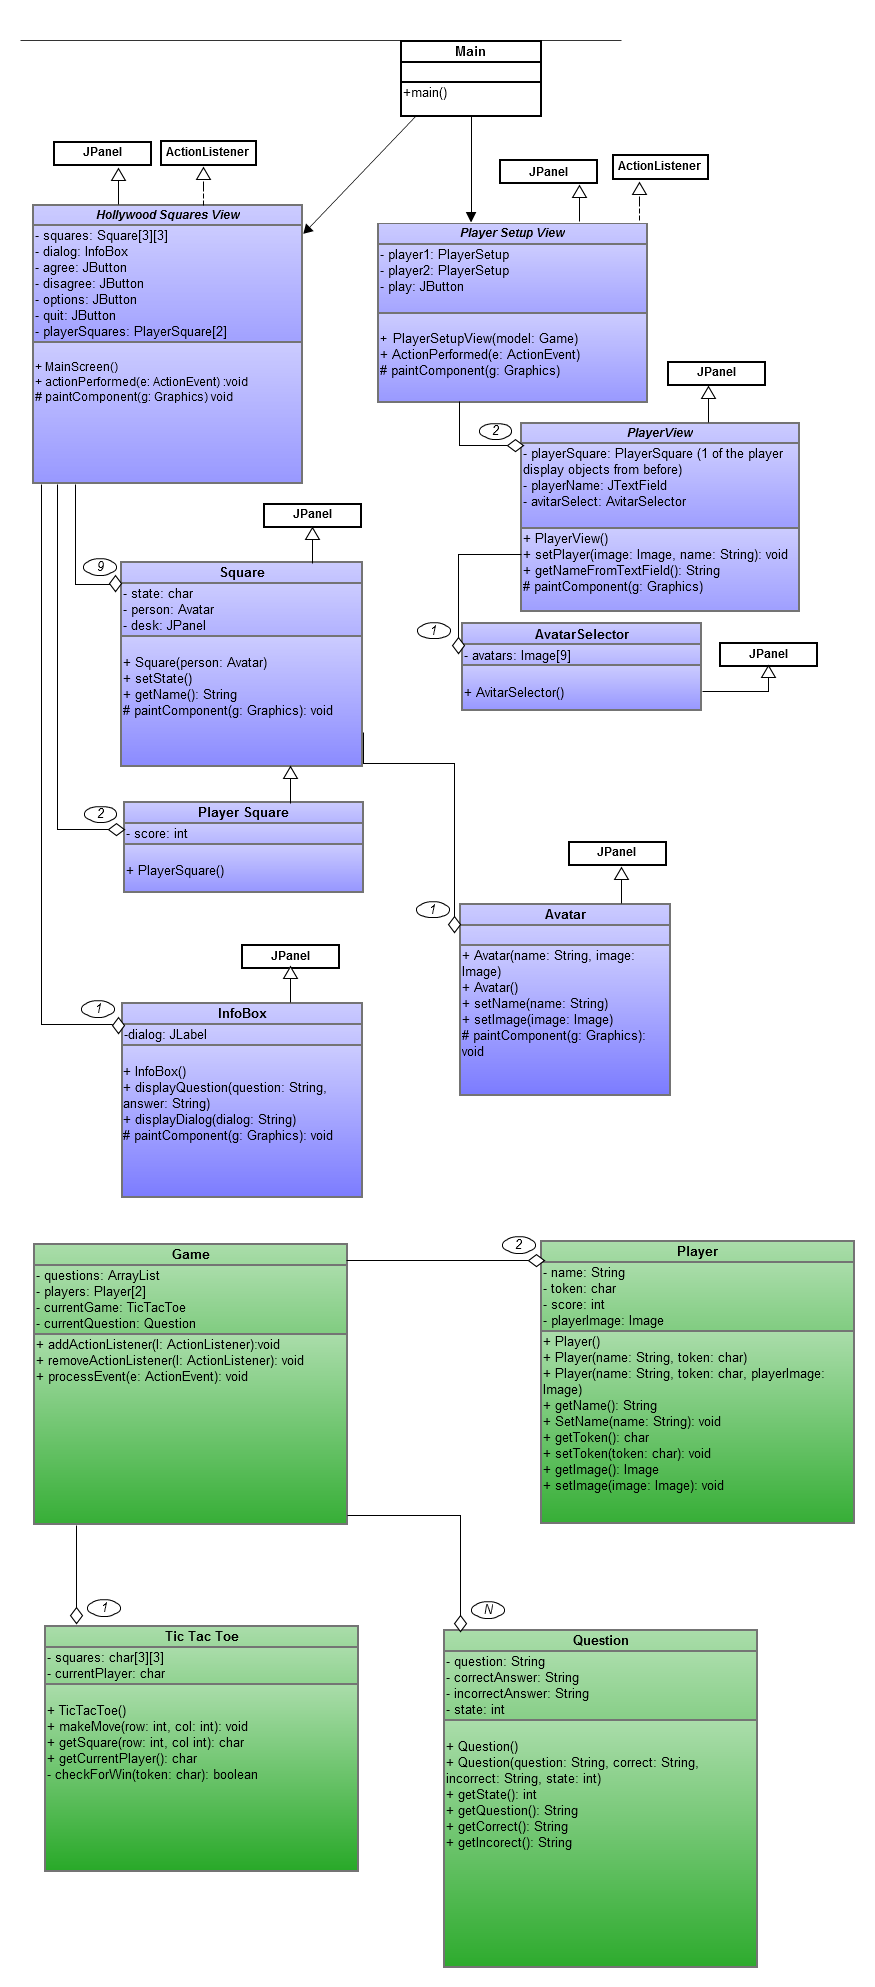 Main
+main()
JPanel
ActionListener
JPanel
ActionListener
Hollywood Squares View
- squares: Square[3][3]
- dialog: InfoBox
- agree: JButton
- disagree: JButton
- options: JButton
- quit: JButton
- playerSquares: PlayerSquare[2]
+ MainScreen()
+ actionPerformed(e: ActionEvent) :void
# paintComponent(g: Graphics) void
Player Setup View
- player1: PlayerSetup
- player2: PlayerSetup
- play: JButton
+ PlayerSetupView(model: Game)
+ ActionPerformed(e: ActionEvent)
# paintComponent(g: Graphics)
JPanel
2
PlayerView
- playerSquare: PlayerSquare (1 of the player
display objects from before)
- playerName: JTextField
- avitarSelect: AvitarSelector
+ PlayerView()
+ setPlayer(image: Image, name: String): void
+ getNameFromTextField(): String
# paintComponent(g: Graphics)
JPanel
9
Square
- state: char
- person: Avatar
- desk: JPanel
+ Square(person: Avatar)
+ setState()
+ getName(): String
# paintComponent(g: Graphics): void
1
AvatarSelector
- avatars: Image[9]
+ AvitarSelector()
JPanel
2
Player Square
- score: int
+ PlayerSquare()
JPanel
1
Avatar
+ Avatar(name: String, image:
Image)
+ Avatar()
+ setName(name: String)
+ setImage(image: Image)
# paintComponent(g: Graphics):
void
JPanel
1
InfoBox
-dialog: JLabel
+ InfoBox()
+ displayQuestion(question: String,
answer: String)
+ displayDialog(dialog: String)
# paintComponent(g: Graphics): void
Game
- questions: ArrayList
- players: Player[2]
- currentGame: TicTacToe
- currentQuestion: Question
+ addActionListener(l: ActionListener):void
+ removeActionListener(l: ActionListener): void
+ processEvent(e: ActionEvent): void
2
Player
- name: String
- token: char
- score: int
- playerImage: Image
+ Player()
+ Player(name: String, token: char)
+ Player(name: String, token: char, playerImage:
Image)
+ getName(): String
+ SetName(name: String): void
+ getToken(): char
+ setToken(token: char): void
+ getImage(): Image
+ setImage(image: Image): void
1
Tic Tac Toe
- squares: char[3][3]
- currentPlayer: char
+ TicTacToe()
+ makeMove(row: int, col: int): void
+ getSquare(row: int, col int): char
+ getCurrentPlayer(): char
- checkForWin(token: char): boolean
N
Question
- question: String
- correctAnswer: String
- incorrectAnswer: String
- state: int
+ Question()
+ Question(question: String, correct: String,
incorrect: String, state: int)
+ getState(): int
+ getQuestion(): String
+ getCorrect(): String
+ getIncorect(): String